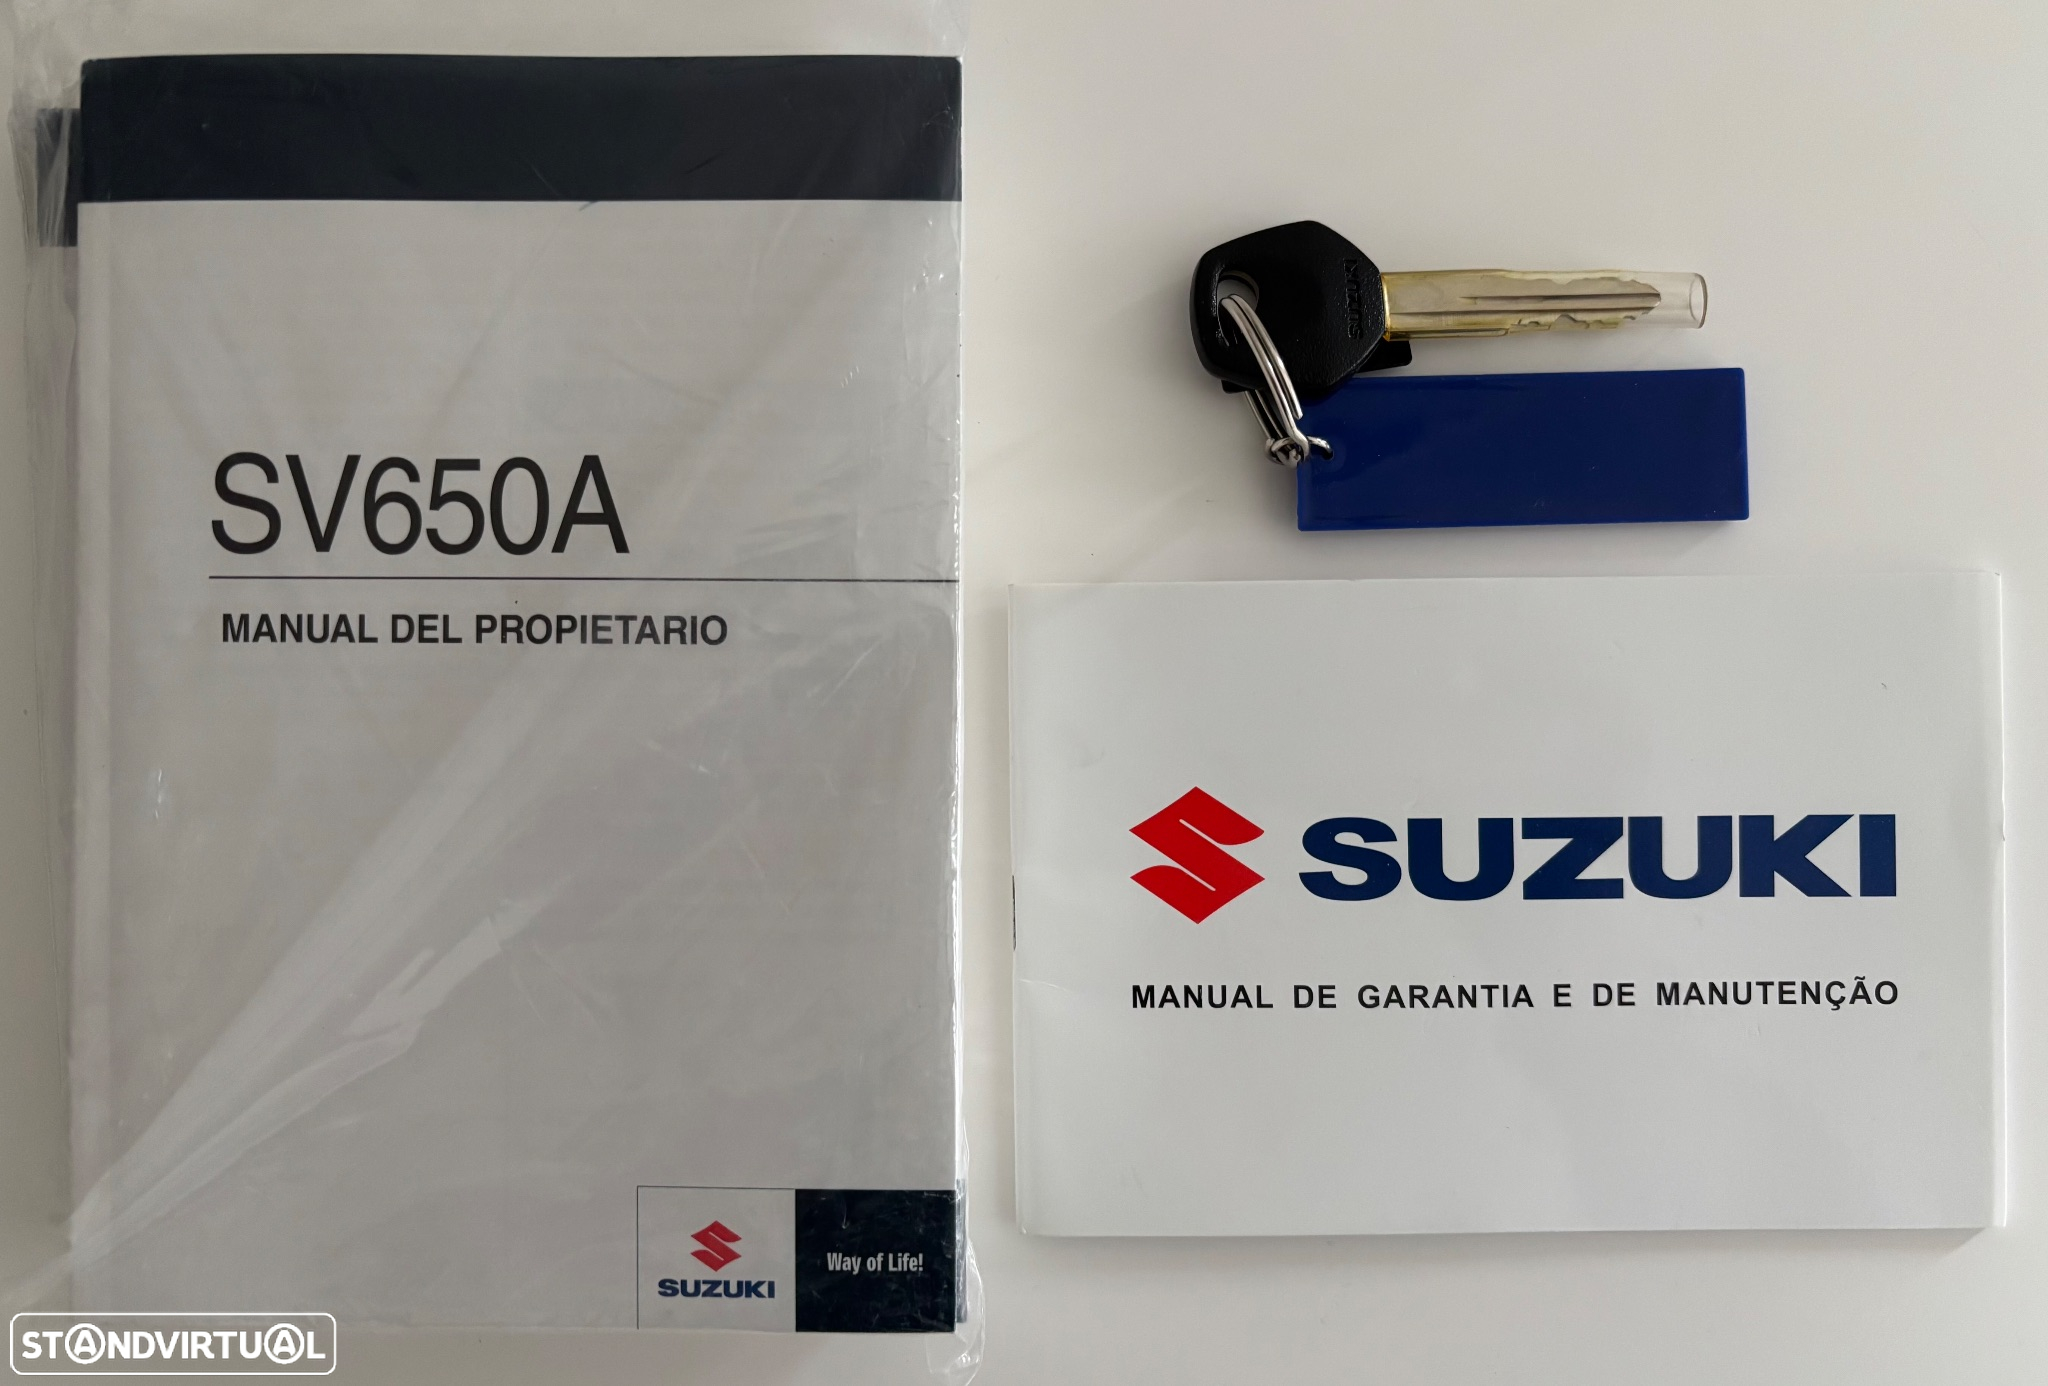 SV650A
MANUAL DEL PROPIETARIO
SUZUKI
Way of Life!
SUZUKI
SUZUKI
MANUAL DE GARANTIA E DE MANUTENÇÃO
STANDVIRTUAL